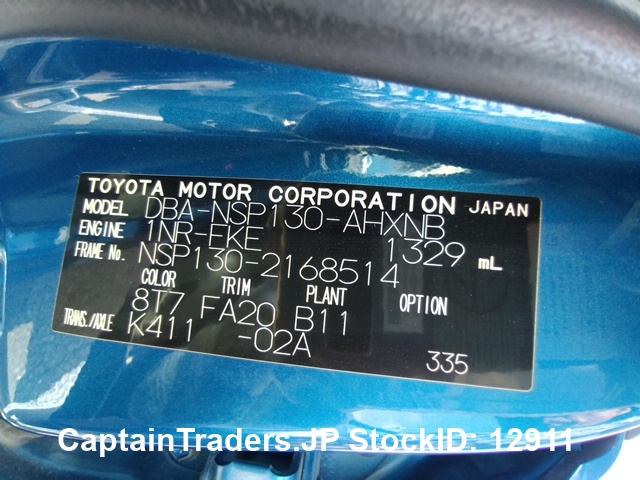 TOYOTA MOTOR CORPORATION JAPAN
MODEL DBA-NSP130-AHXNB
ENGINE 1NR-FKE 1329 mL
FRAME No. NSP130-2168514
COLOR TRIM PLANT OPTION
8T7 FA20 B11
TRANS./AXLE K411 -02A 335
CaptainTraders.JP StockID: 12911